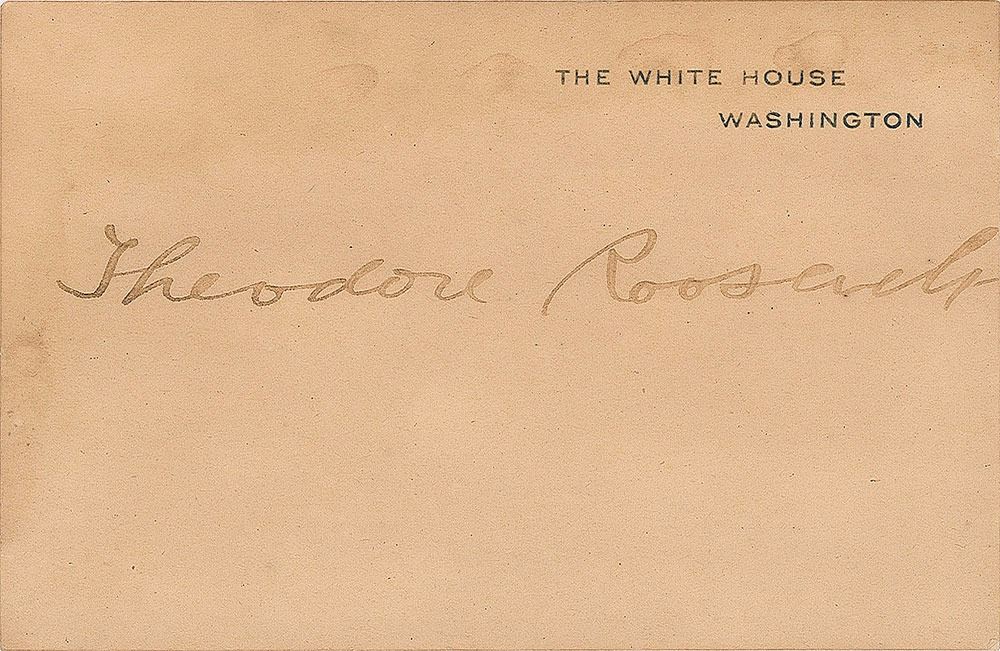 THE WHITE HOUSE
WASHINGTON
Theodore Roosevelt